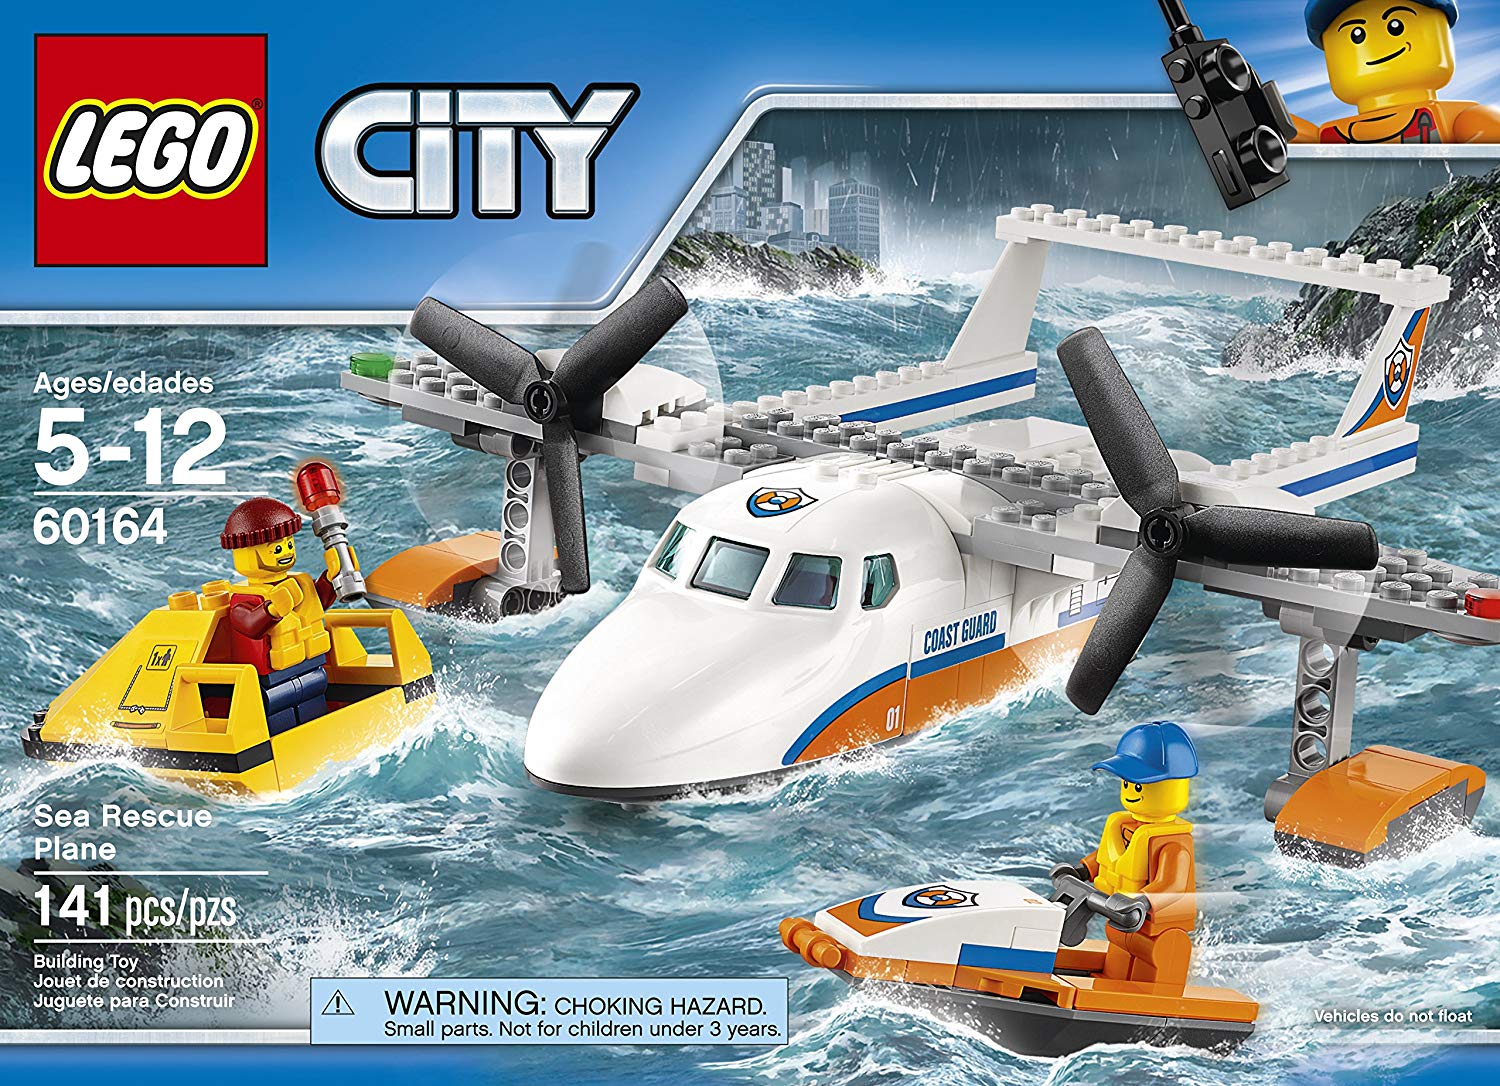 LEGO®
CITY
Ages/edades
5-12
60164
1x
COAST GUARD
01
Sea Rescue
Plane
141 pcs/pzs
Building Toy
Jouet de construction
Juguete para Construir
⚠ WARNING: CHOKING HAZARD.
Small parts. Not for children under 3 years.
Vehicles do not float